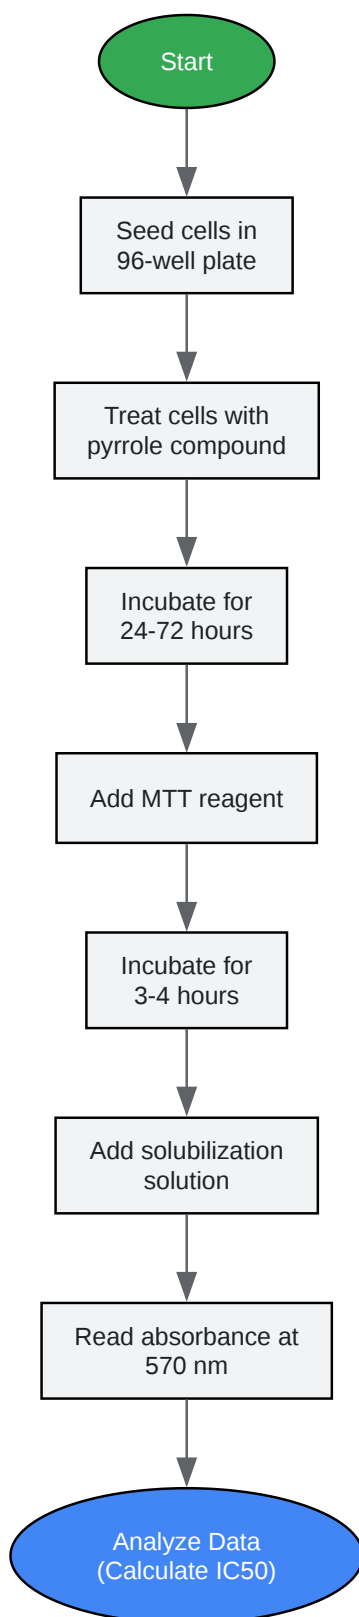 Start
Seed cells in
96-well plate
Treat cells with
pyrrole compound
Incubate for
24-72 hours
Add MTT reagent
Incubate for
3-4 hours
Add solubilization
solution
Read absorbance at
570 nm
Analyze Data
(Calculate IC50)